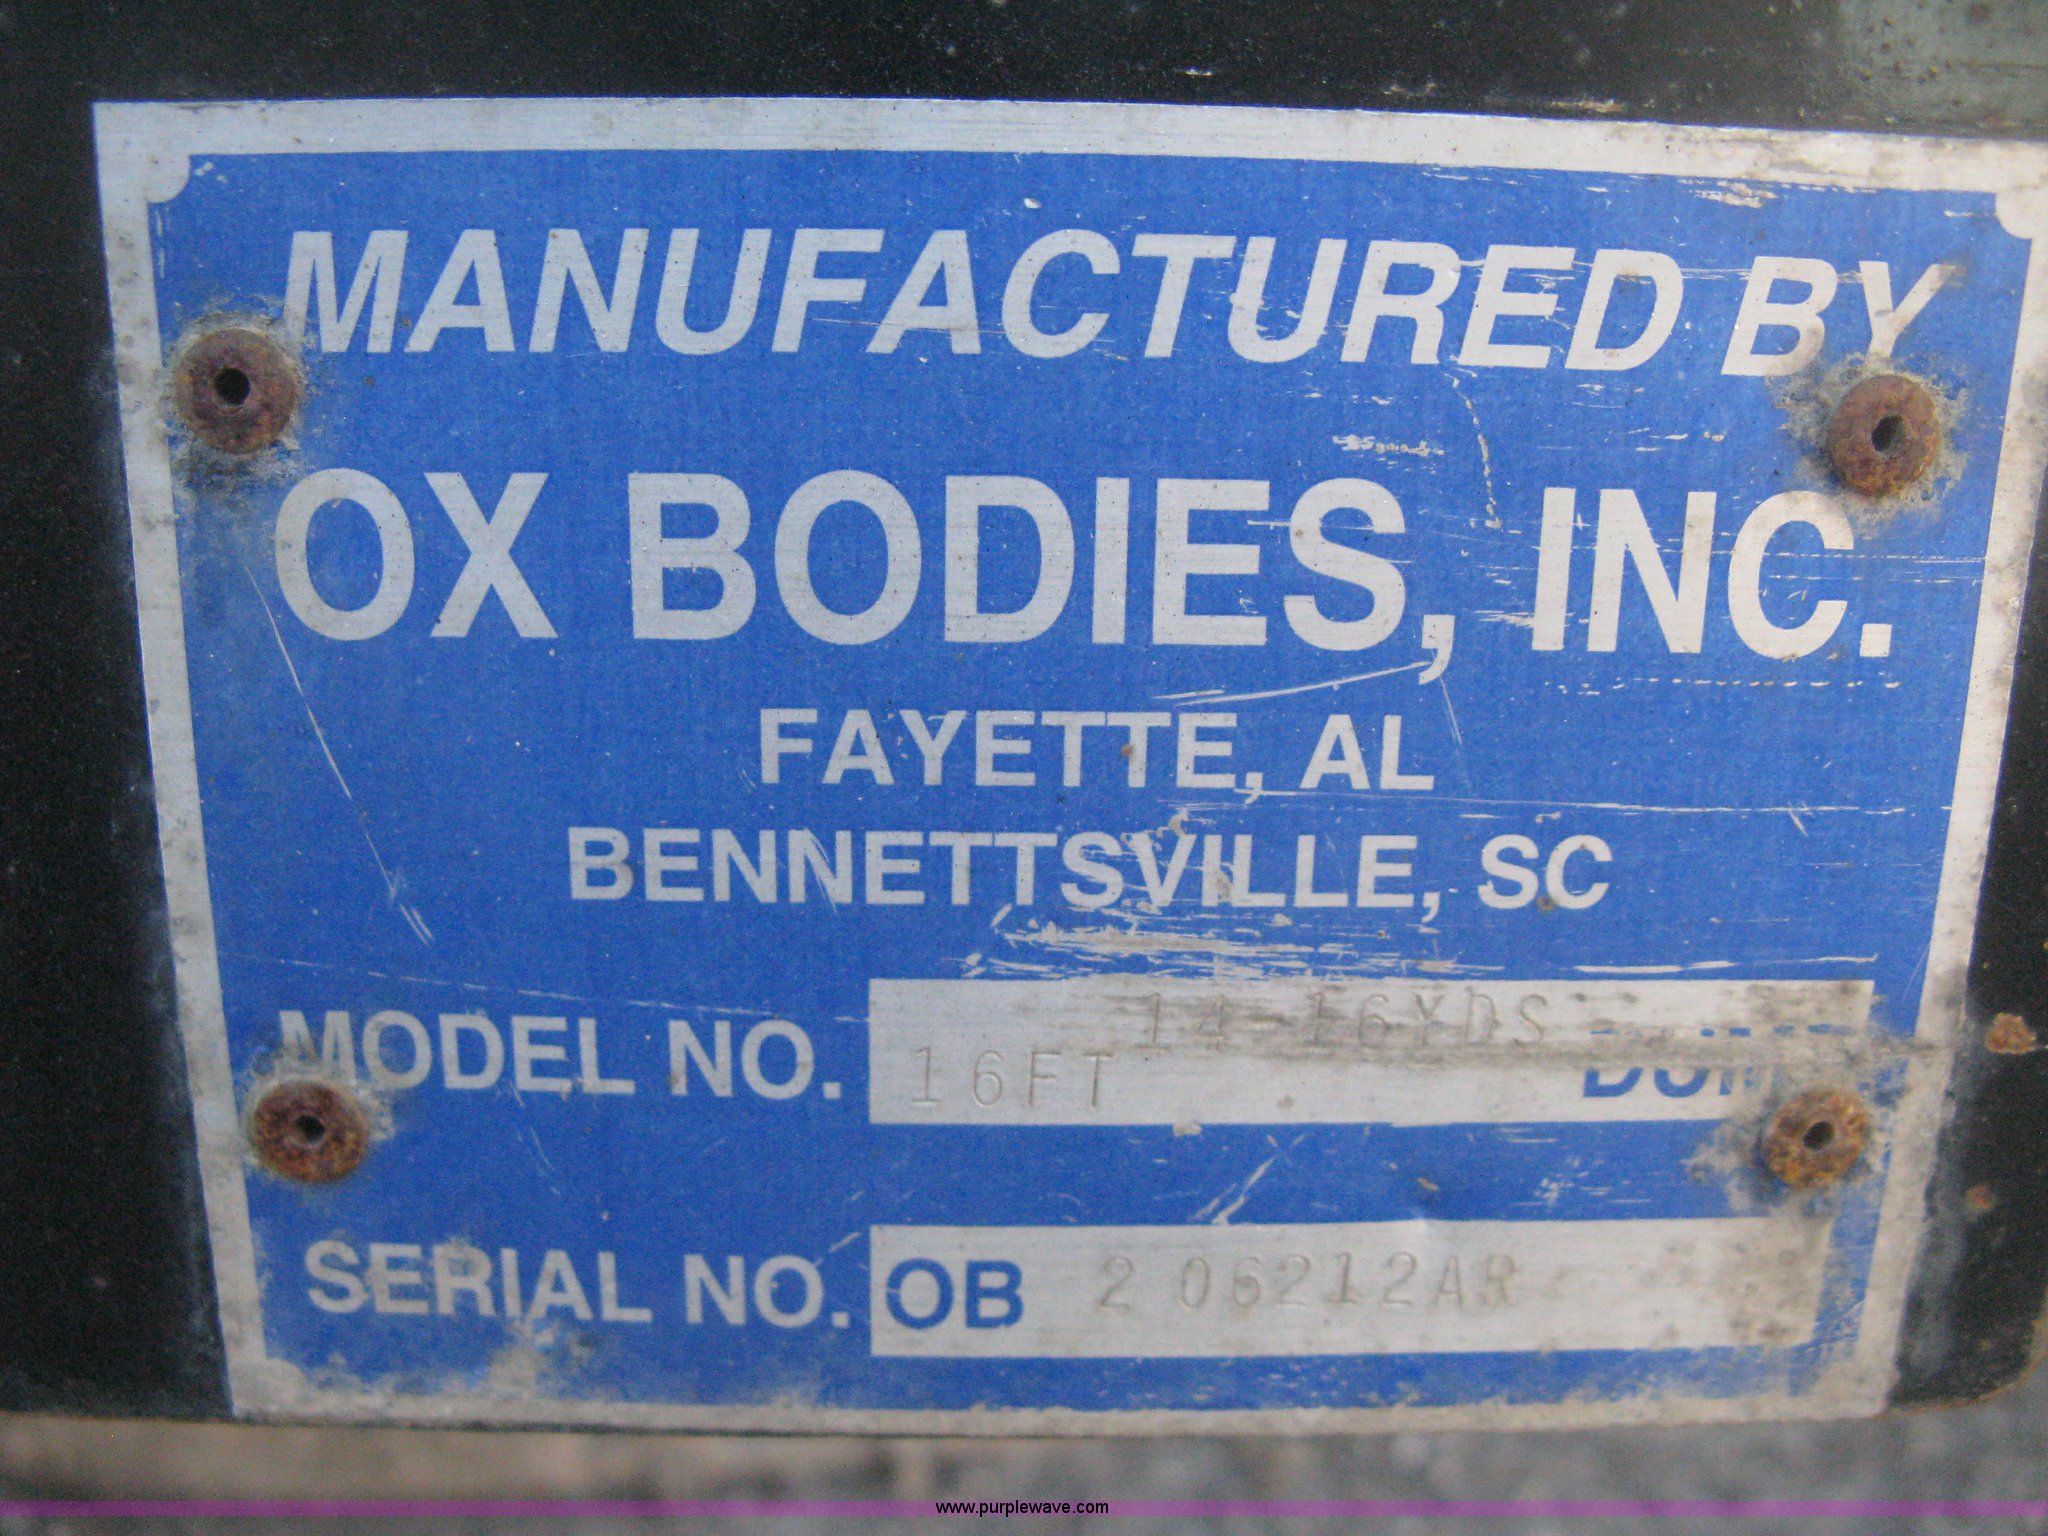 MANUFACTURED BY
OX BODIES, INC.
FAYETTE, AL
BENNETTSVILLE, SC
MODEL NO. 16FT 14-16YDS
SERIAL NO. OB 2 06212AR
www.purplewave.com